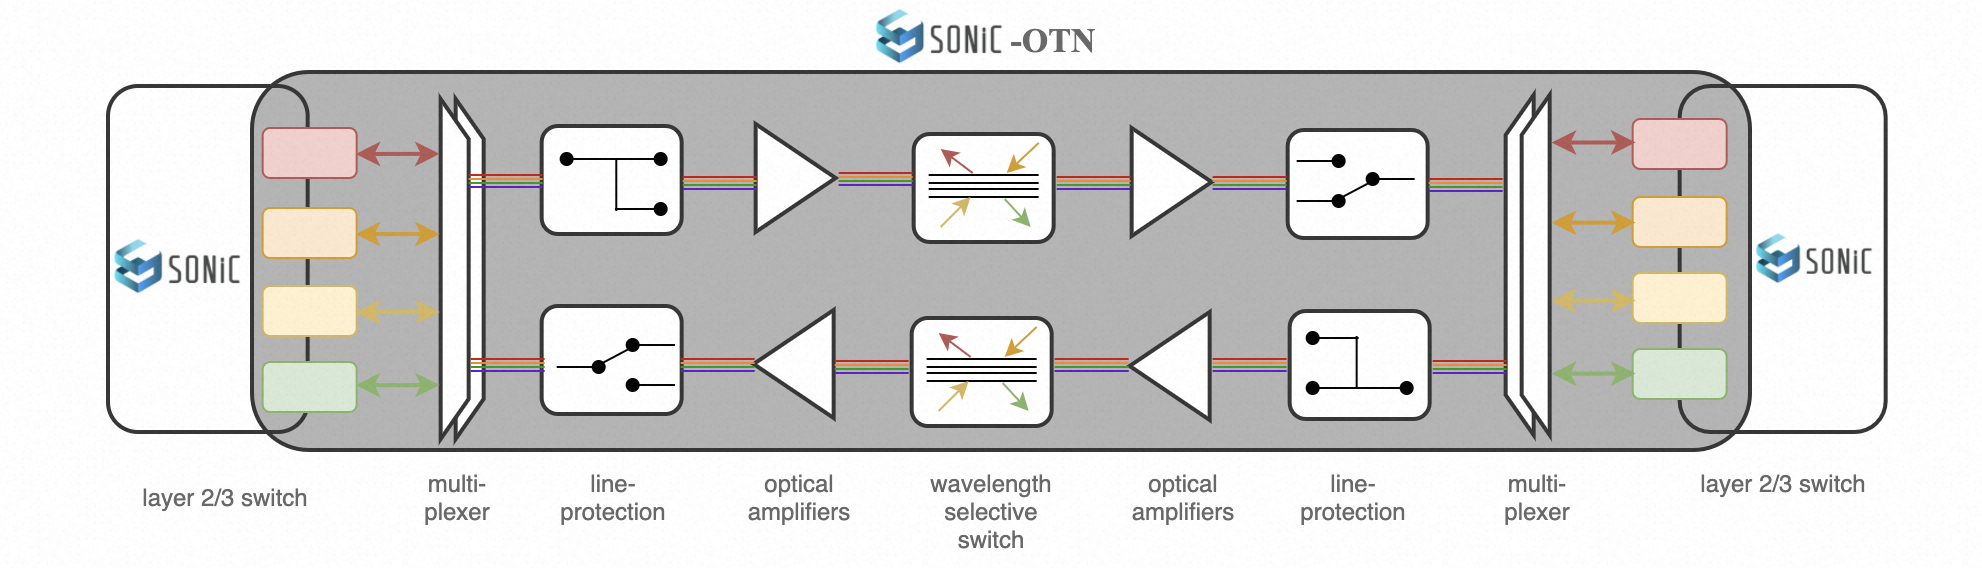 SONiC -OTN
SONiC
SONiC
layer 2/3 switch
multi-
plexer
line-
protection
optical
amplifiers
wavelength
selective
switch
optical
amplifiers
line-
protection
multi-
plexer
layer 2/3 switch